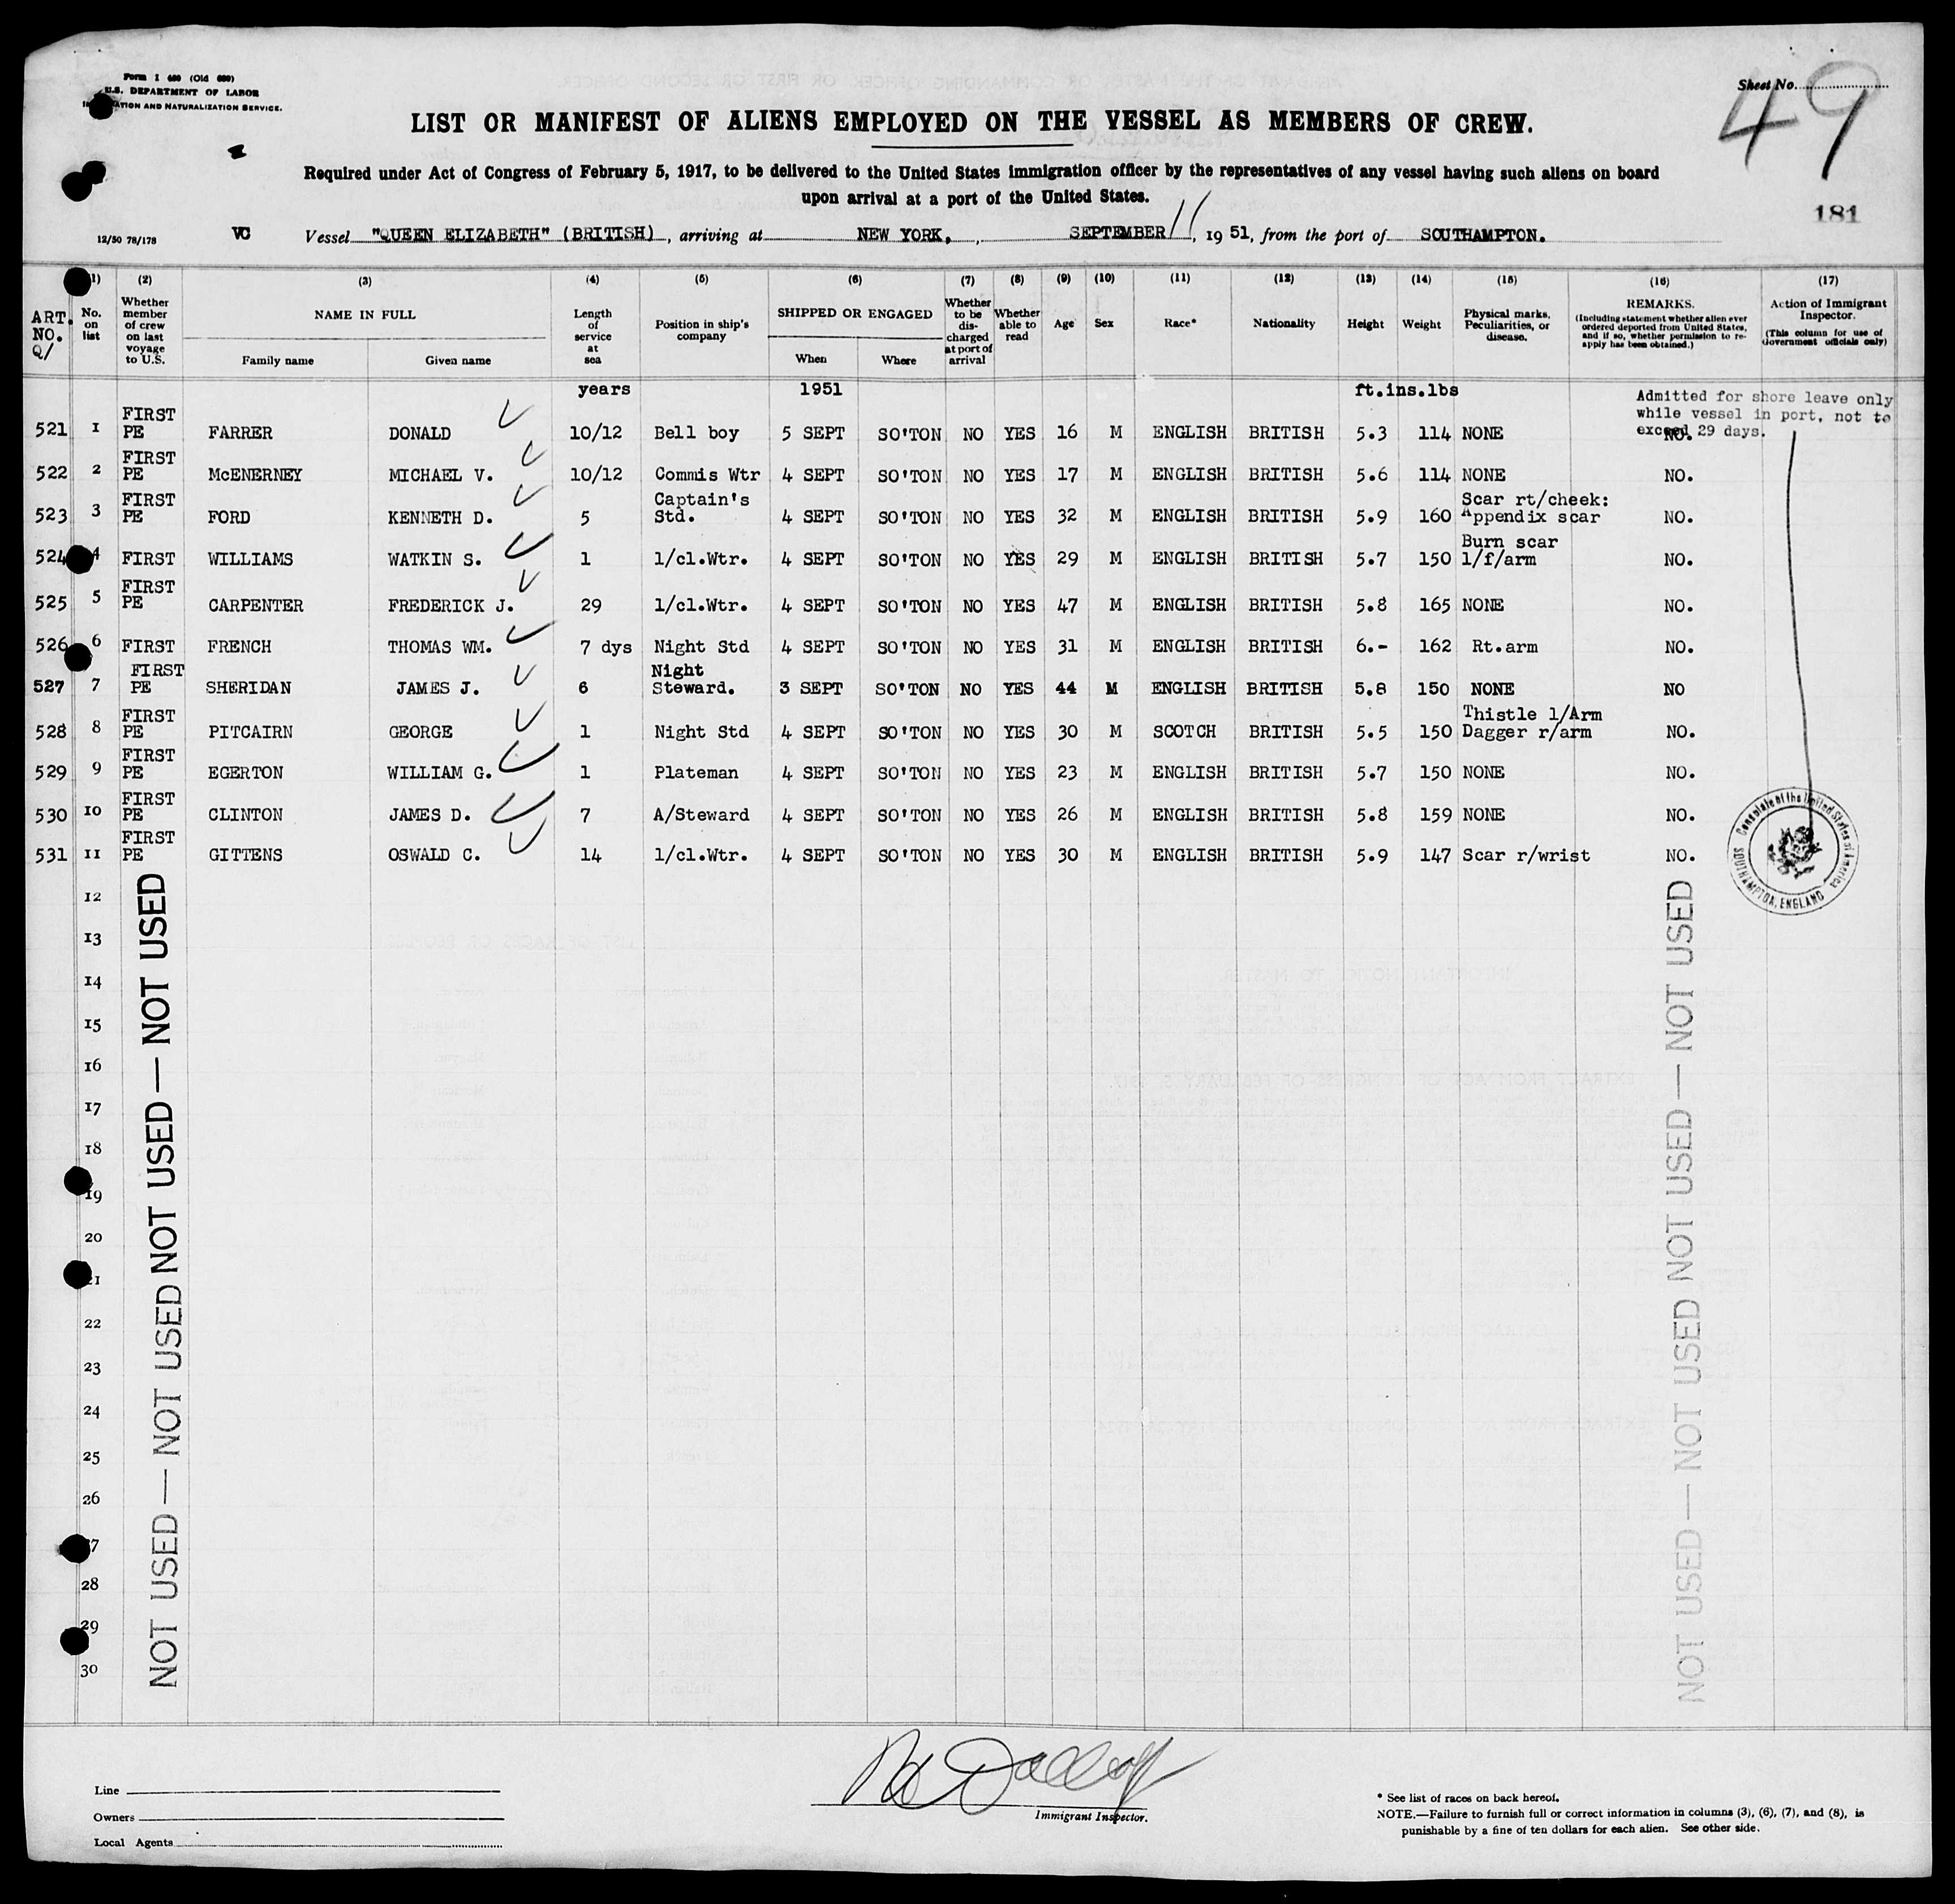 Form I 480 (Old 680)
U.S. DEPARTMENT OF LABOR
ATION AND NATURALIZATION SERVICE.
Sheet No.
49
LIST OR MANIFEST OF ALIENS EMPLOYED ON THE VESSEL AS MEMBERS OF CREW.
Required under Act of Congress of February 5, 1917, to be delivered to the United States immigration officer by the representatives of any vessel having such aliens on board
upon arrival at a port of the United States.
181
12/50 78/178 VC Vessel "QUEEN ELIZABETH" (BRITISH), arriving at NEW YORK, SEPTEMBER 11, 1951, from the port of SOUTHAMPTON.
ART. NO. Q/
(1) No. on list
(2) Whether member of crew on last voyage to U.S.
(3) NAME IN FULL
Family name Given name
(4) Length of service at sea
(5) Position in ship's company
(6) SHIPPED OR ENGAGED
When Where
(7) Whether to be discharged at port of arrival
(8) Whether able to read
(9) Age
(10) Sex
(11) Race*
(12) Nationality
(13) Height
(14) Weight
(15) Physical marks, Peculiarities, or disease.
(16) REMARKS. (Including statement whether alien ever ordered deported from United States, and if so, whether permission to re-apply has been obtained.)
(17) Action of Immigrant Inspector. (This column for use of Government officials only)
years 1951 ft.ins.lbs
Admitted for shore leave only
while vessel in port, not to
exceed 29 days.
521 1 FIRST PE FARRER DONALD 10/12 Bell boy 5 SEPT SO'TON NO YES 16 M ENGLISH BRITISH 5.3 114 NONE NO.
522 2 FIRST PE McENERNEY MICHAEL V. 10/12 Commis Wtr 4 SEPT SO'TON NO YES 17 M ENGLISH BRITISH 5.6 114 NONE NO.
523 3 FIRST PE FORD KENNETH D. 5 Captain's Std. 4 SEPT SO'TON NO YES 32 M ENGLISH BRITISH 5.9 160 Scar rt/cheek: Appendix scar NO.
524 4 FIRST WILLIAMS WATKIN S. 1 1/cl.Wtr. 4 SEPT SO'TON NO YES 29 M ENGLISH BRITISH 5.7 150 Burn scar l/f/arm NO.
525 5 FIRST PE CARPENTER FREDERICK J. 29 1/cl.Wtr. 4 SEPT SO'TON NO YES 47 M ENGLISH BRITISH 5.8 165 NONE NO.
526 6 FIRST FRENCH THOMAS WM. 7 dys Night Std 4 SEPT SO'TON NO YES 31 M ENGLISH BRITISH 6.- 162 Rt.arm NO.
527 7 FIRST PE SHERIDAN JAMES J. 6 Night Steward. 3 SEPT SO'TON NO YES 44 M ENGLISH BRITISH 5.8 150 NONE NO
528 8 FIRST PE PITCAIRN GEORGE 1 Night Std 4 SEPT SO'TON NO YES 30 M SCOTCH BRITISH 5.5 150 Thistle l/Arm Dagger r/arm NO.
529 9 FIRST PE EGERTON WILLIAM G. 1 Plateman 4 SEPT SO'TON NO YES 23 M ENGLISH BRITISH 5.7 150 NONE NO.
530 10 FIRST PE CLINTON JAMES D. 7 A/Steward 4 SEPT SO'TON NO YES 26 M ENGLISH BRITISH 5.8 159 NONE NO.
531 11 FIRST PE GITTENS OSWALD C. 14 1/cl.Wtr. 4 SEPT SO'TON NO YES 30 M ENGLISH BRITISH 5.9 147 Scar r/wrist NO.
Consulate of the United States of America
SOUTHAMPTON, ENGLAND
12
13
14
15
16
17
18
19
20
21
22
23
24
25
26
27
28
29
30
NOT USED — NOT USED NOT USED — NOT USED
NOT USED — NOT USED NOT USED — NOT USED
Line
Owners
Local Agents
Immigrant Inspector.
* See list of races on back hereof.
NOTE.—Failure to furnish full or correct information in columns (3), (6), (7), and (8), is
punishable by a fine of ten dollars for each alien. See other side.